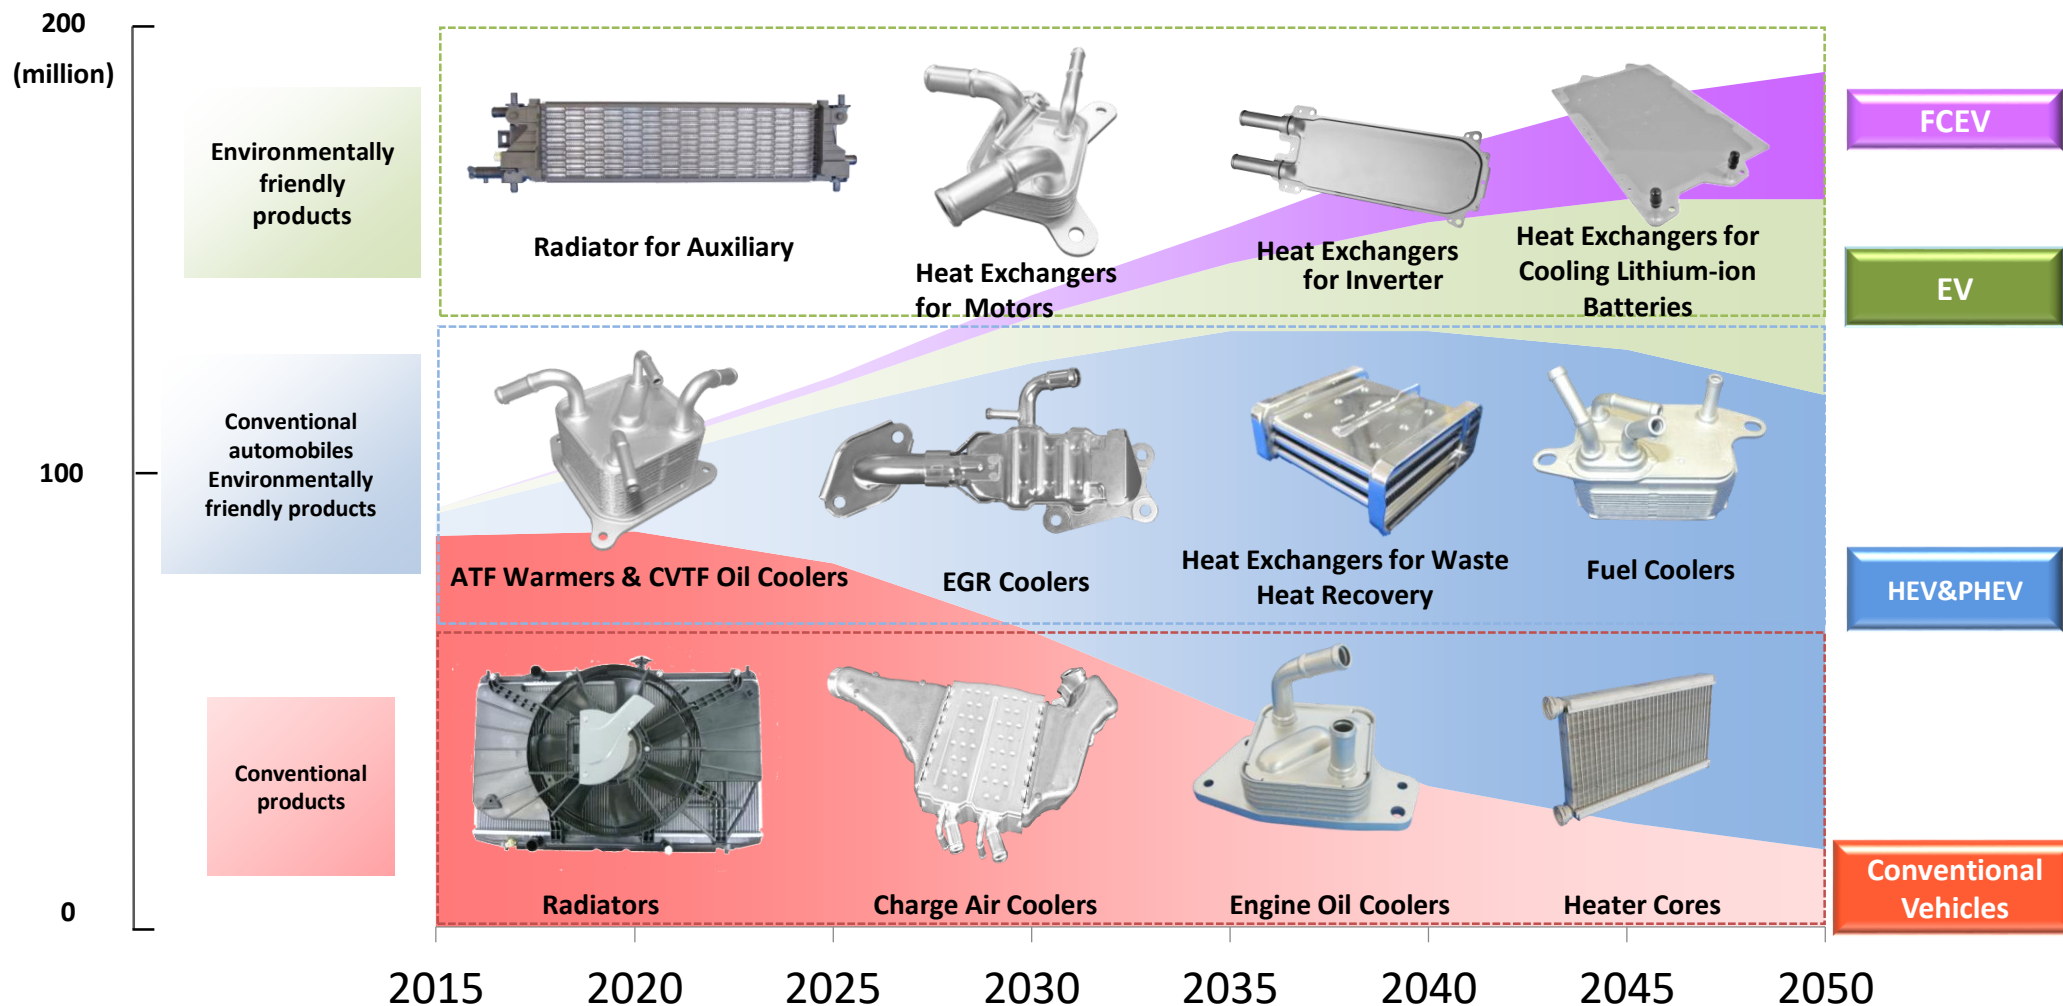 200
(million)
100
0
Environmentally
friendly
products
Conventional
automobiles
Environmentally
friendly products
Conventional
products
Radiator for Auxiliary
Heat Exchangers
for Motors
Heat Exchangers
for Inverter
Heat Exchangers for
Cooling Lithium-ion
Batteries
ATF Warmers & CVTF Oil Coolers
EGR Coolers
Heat Exchangers for Waste
Heat Recovery
Fuel Coolers
Radiators
Charge Air Coolers
Engine Oil Coolers
Heater Cores
FCEV
EV
HEV&PHEV
Conventional
Vehicles
2015 2020 2025 2030 2035 2040 2045 2050